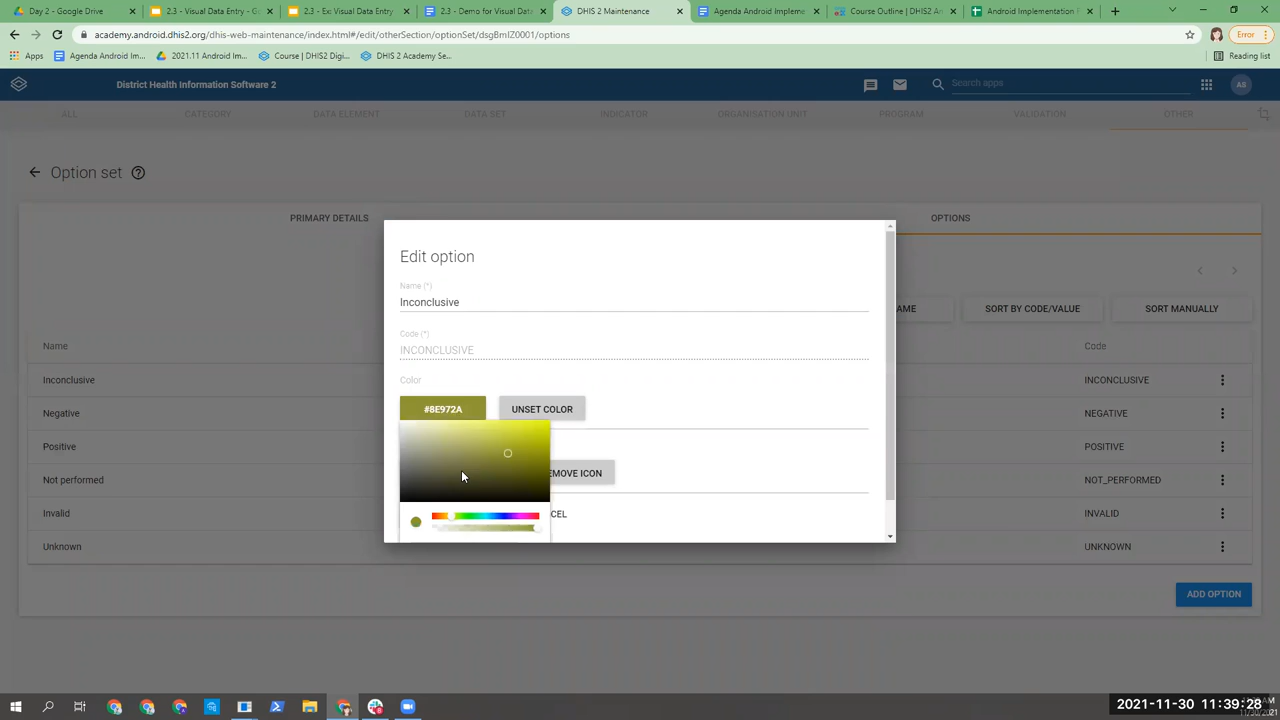 Day 2 - Google Drive
2.3 - Visual Data Entry - G
2.3 - Ex Visual Data Entry
2.3 - Demo for Visual Data
DHIS 2 Maintenance
Agenda Android Impleme
Course Outline | DHIS2 An
Android Implementation F
academy.android.dhis2.org/dhis-web-maintenance/index.html#/edit/otherSection/optionSet/dsgBmIZ0001/options
Error
Apps
Agenda Android Im...
2021.11 Android Im...
Course | DHIS2 Digi...
DHIS 2 Academy Se...
Reading list
District Health Information Software 2
Search apps
AS
ALL
CATEGORY
DATA ELEMENT
DATA SET
INDICATOR
ORGANISATION UNIT
PROGRAM
VALIDATION
OTHER
Option set
PRIMARY DETAILS
OPTIONS
AME
SORT BY CODE/VALUE
SORT MANUALLY
Name
Code
Inconclusive
INCONCLUSIVE
Negative
NEGATIVE
Positive
POSITIVE
Not performed
NOT_PERFORMED
Invalid
INVALID
Unknown
UNKNOWN
ADD OPTION
Edit option
Name (*)
Inconclusive
Code (*)
INCONCLUSIVE
Color
#8E972A
UNSET COLOR
EMOVE ICON
CEL
2021-11-30 11:39:28